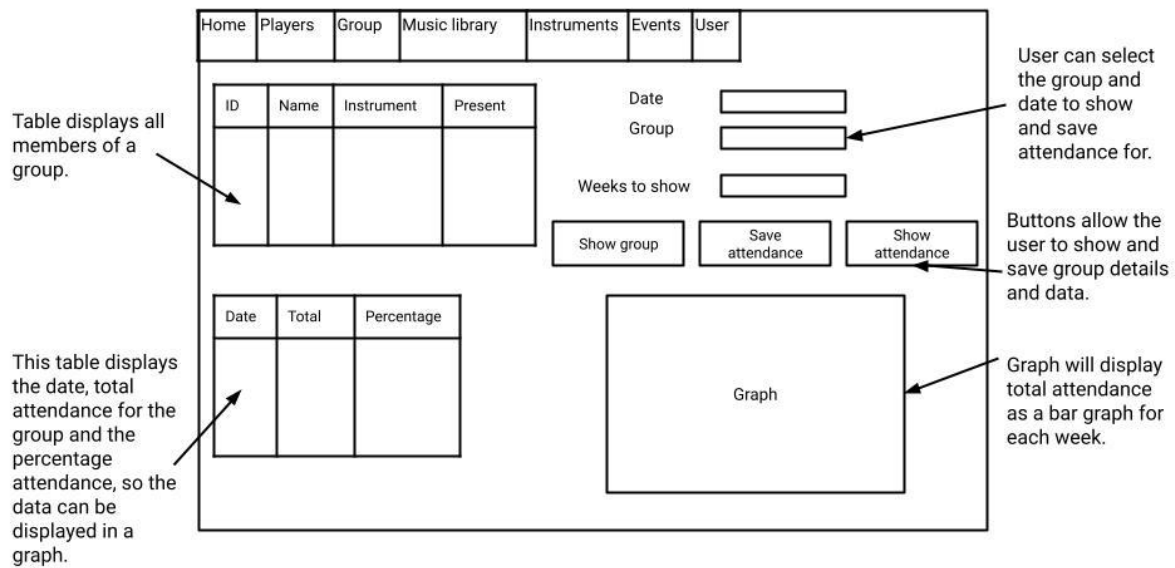 Home Players Group Music library Instruments Events User
ID Name Instrument Present
Date
Group
Weeks to show
Show group
Save
attendance
Show
attendance
Date Total Percentage
Graph
Table displays all
members of a
group.
This table displays
the date, total
attendance for the
group and the
percentage
attendance, so the
data can be
displayed in a
graph.
User can select
the group and
date to show
and save
attendance for.
Buttons allow the
user to show and
save group details
and data.
Graph will display
total attendance
as a bar graph for
each week.